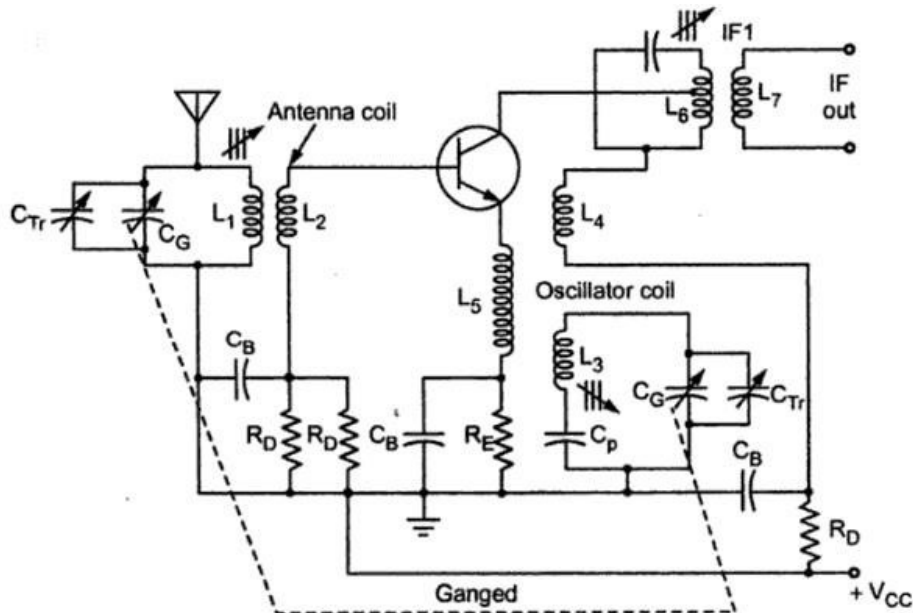 IF1
L6
L7
IF
out
Antenna coil
CTr
CG
L1
L2
L4
L5
Oscillator coil
CB
L3
CG
CTr
RD
RD
CB
RE
Cp
CB
RD
Ganged
+ VCC